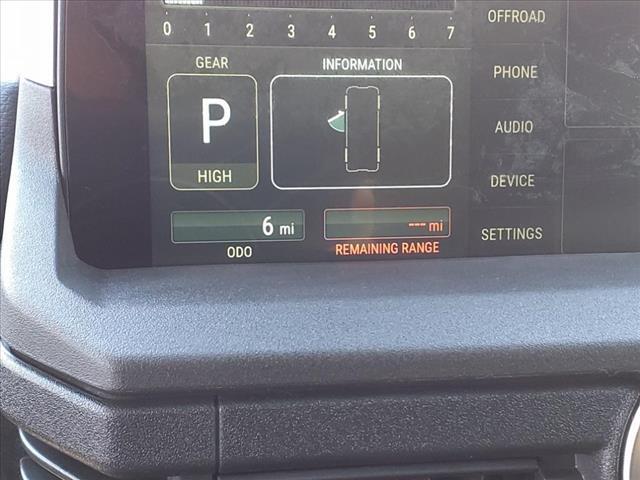 0 1 2 3 4 5 6 7
GEAR
P
HIGH
INFORMATION
6 mi
ODO
--- mi
REMAINING RANGE
OFFROAD
PHONE
AUDIO
DEVICE
SETTINGS